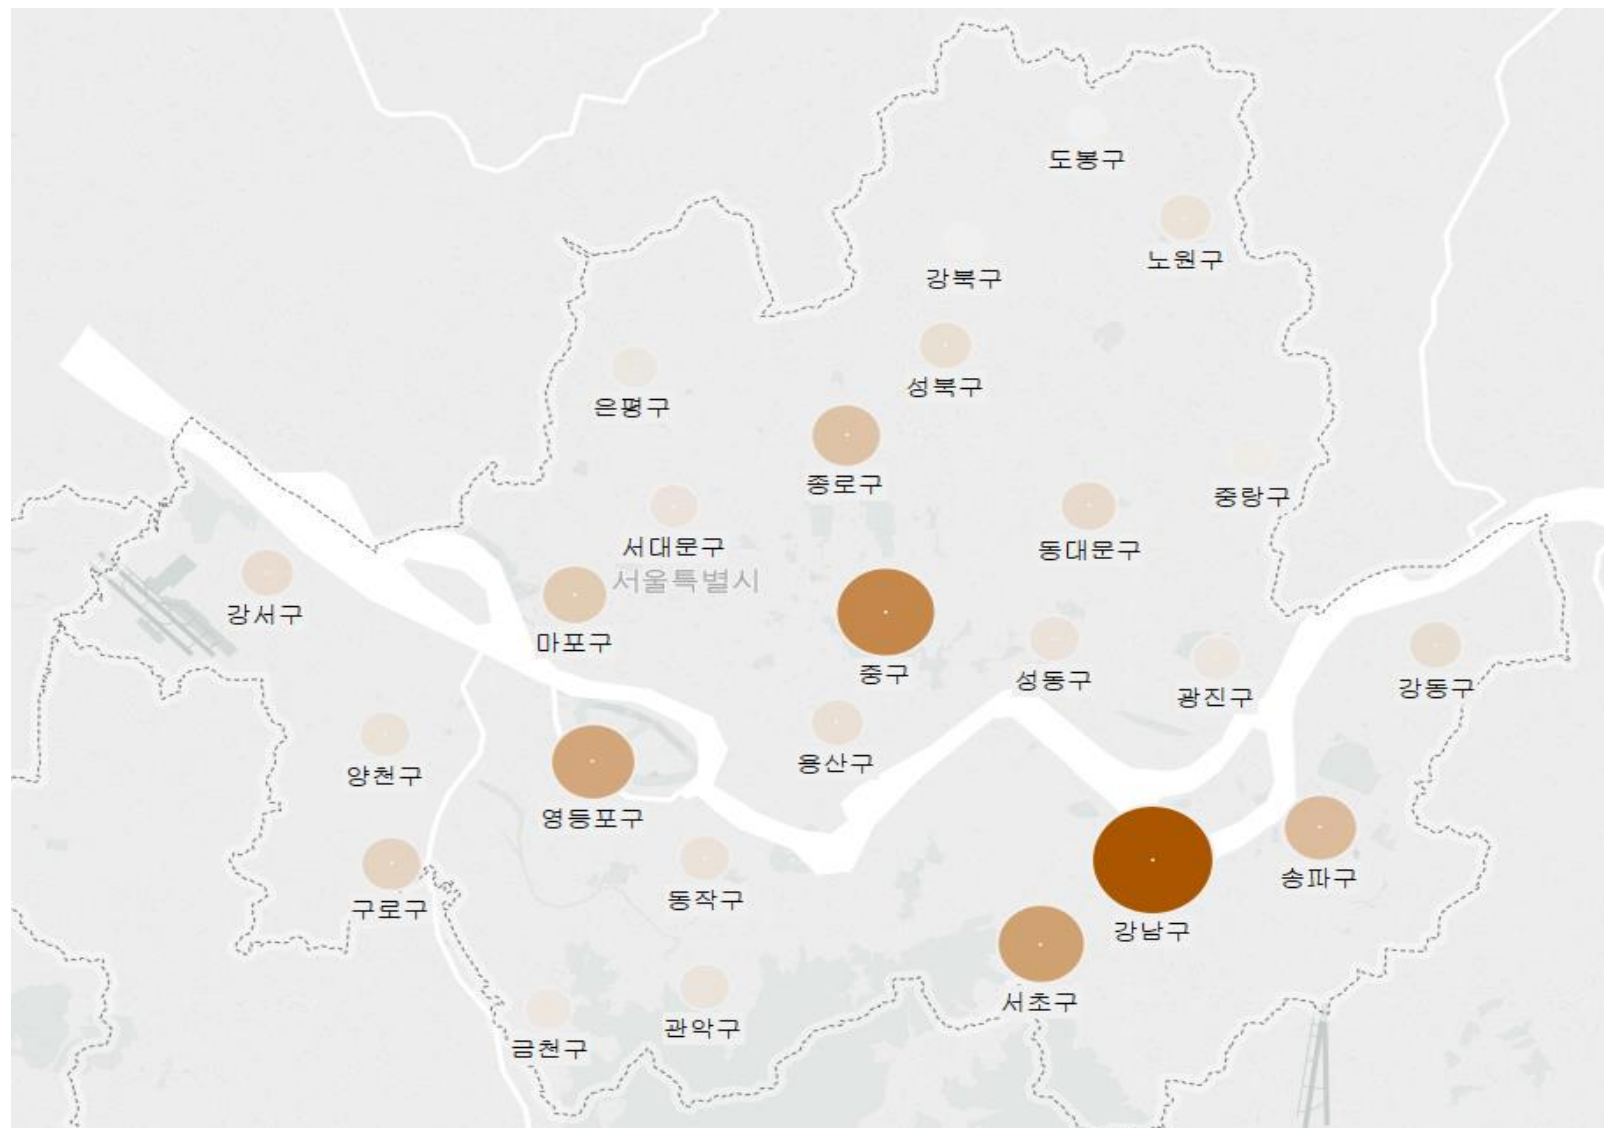 도봉구
노원구
강북구
성북구
은평구
종로구
중랑구
서대문구
동대문구
서울특별시
강서구
마포구
중구
성동구
광진구
강동구
용산구
양천구
영등포구
송파구
동작구
구로구
강남구
서초구
관악구
금천구